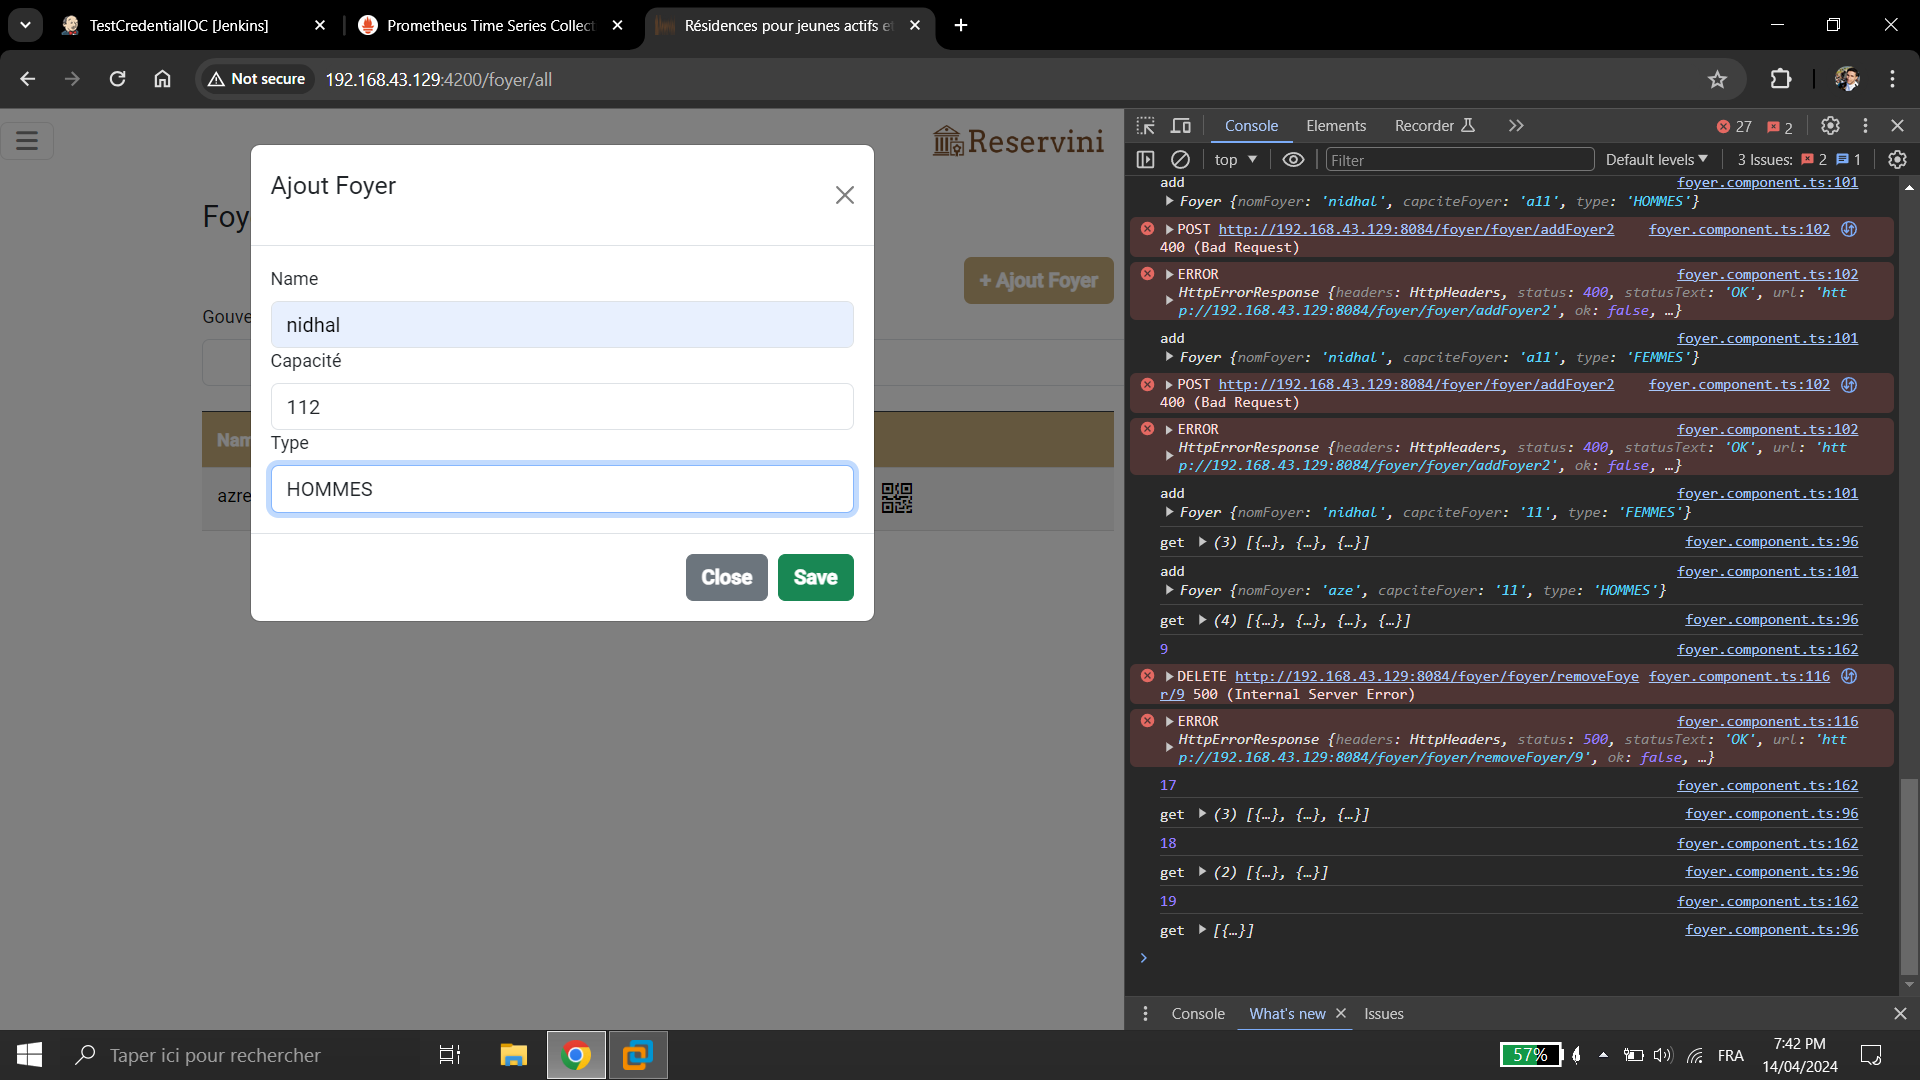 TestCredentialIOC [Jenkins]
Prometheus Time Series Collect
Résidences pour jeunes actifs et
Not secure
192.168.43.129:4200/foyer/all
Reservini
Foy
+ Ajout Foyer
Gouve
Nam
azre
Ajout Foyer
Name
nidhal
Capacité
112
Type
HOMMES
Close
Save
Console
Elements
Recorder
27
2
top
Filter
Default levels
3 Issues:
2
1
add foyer.component.ts:101
Foyer {nomFoyer: 'nidhal', capciteFoyer: 'a11', type: 'HOMMES'}
POST http://192.168.43.129:8084/foyer/foyer/addFoyer2 foyer.component.ts:102
400 (Bad Request)
ERROR foyer.component.ts:102
HttpErrorResponse {headers: HttpHeaders, status: 400, statusText: 'OK', url: 'htt
p://192.168.43.129:8084/foyer/foyer/addFoyer2', ok: false, …}
add foyer.component.ts:101
Foyer {nomFoyer: 'nidhal', capciteFoyer: 'a11', type: 'FEMMES'}
POST http://192.168.43.129:8084/foyer/foyer/addFoyer2 foyer.component.ts:102
400 (Bad Request)
ERROR foyer.component.ts:102
HttpErrorResponse {headers: HttpHeaders, status: 400, statusText: 'OK', url: 'htt
p://192.168.43.129:8084/foyer/foyer/addFoyer2', ok: false, …}
add foyer.component.ts:101
Foyer {nomFoyer: 'nidhal', capciteFoyer: '11', type: 'FEMMES'}
get (3) [{…}, {…}, {…}] foyer.component.ts:96
add foyer.component.ts:101
Foyer {nomFoyer: 'aze', capciteFoyer: '11', type: 'HOMMES'}
get (4) [{…}, {…}, {…}, {…}] foyer.component.ts:96
9 foyer.component.ts:162
DELETE http://192.168.43.129:8084/foyer/foyer/removeFoye foyer.component.ts:116
r/9 500 (Internal Server Error)
ERROR foyer.component.ts:116
HttpErrorResponse {headers: HttpHeaders, status: 500, statusText: 'OK', url: 'htt
p://192.168.43.129:8084/foyer/foyer/removeFoyer/9', ok: false, …}
17 foyer.component.ts:162
get (3) [{…}, {…}, {…}] foyer.component.ts:96
18 foyer.component.ts:162
get (2) [{…}, {…}] foyer.component.ts:96
19 foyer.component.ts:162
get [{…}] foyer.component.ts:96
Console
What's new
Issues
Taper ici pour rechercher
57%
FRA
7:42 PM
14/04/2024